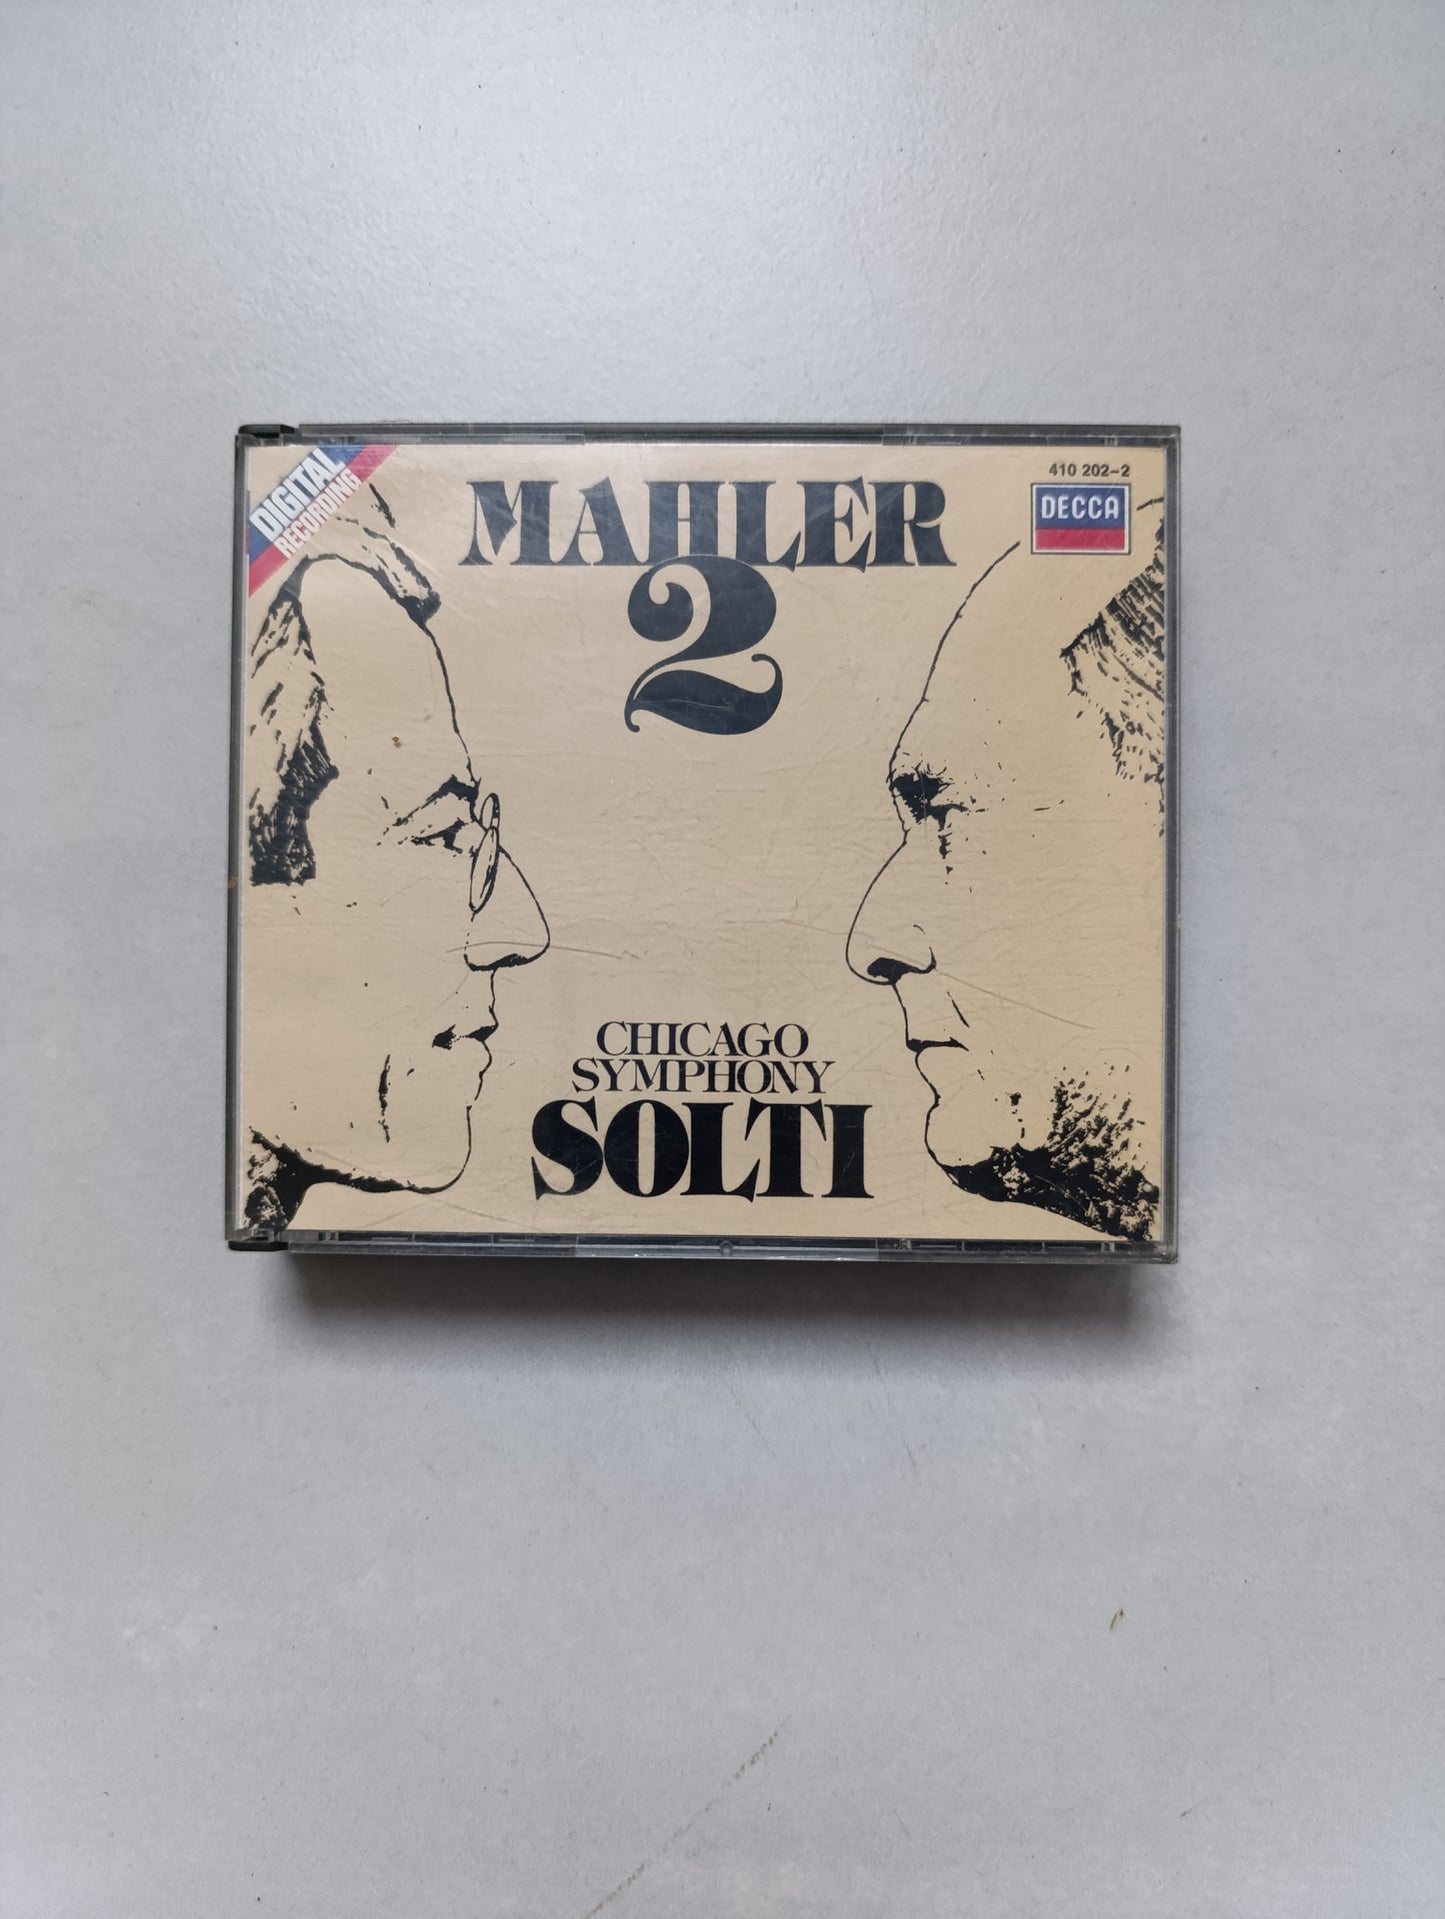 DIGITAL
RECORDING
410 202-2
DECCA
MAHLER
2
CHICAGO
SYMPHONY
SOLTI